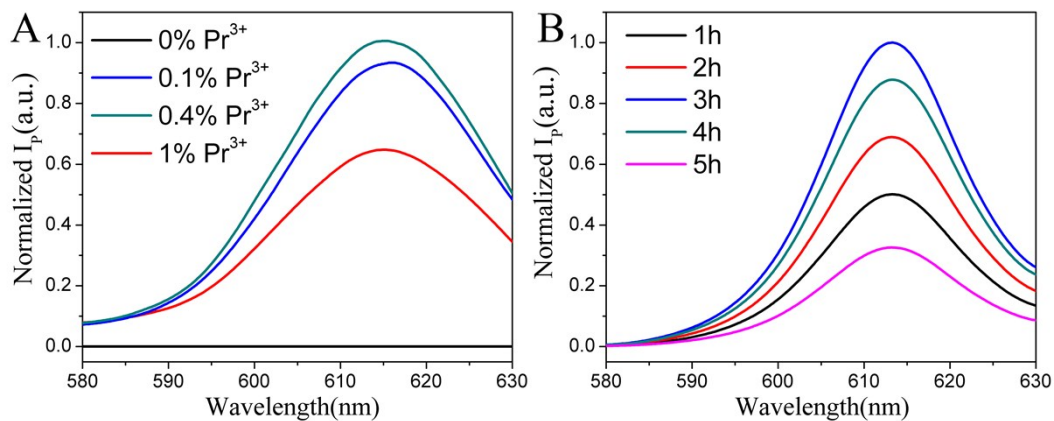 A
0% Pr³⁺
0.1% Pr³⁺
0.4% Pr³⁺
1% Pr³⁺
Normalized I_P(a.u.)
1.0
0.8
0.6
0.4
0.2
0.0
580 590 600 610 620 630
Wavelength(nm)
B
1h
2h
3h
4h
5h
Normalized I_P(a.u.)
1.0
0.8
0.6
0.4
0.2
0.0
580 590 600 610 620 630
Wavelength(nm)